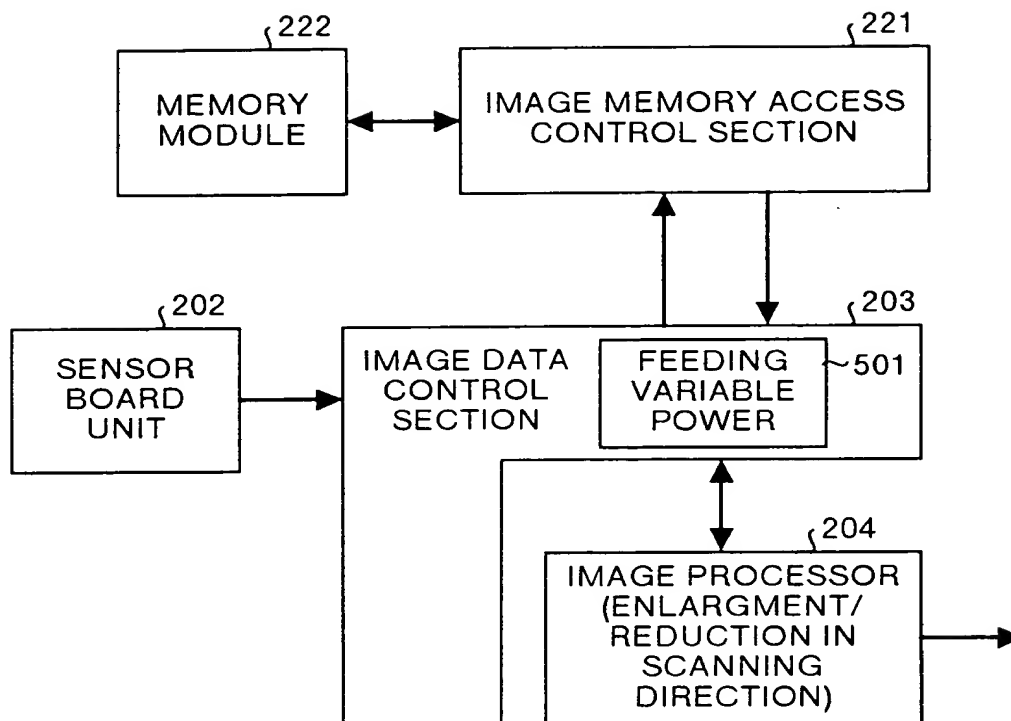 222
MEMORY
MODULE
221
IMAGE MEMORY ACCESS
CONTROL SECTION
202
SENSOR
BOARD
UNIT
203
IMAGE DATA
CONTROL
SECTION
FEEDING
VARIABLE
POWER
501
204
IMAGE PROCESSOR
(ENLARGMENT/
REDUCTION IN
SCANNING
DIRECTION)